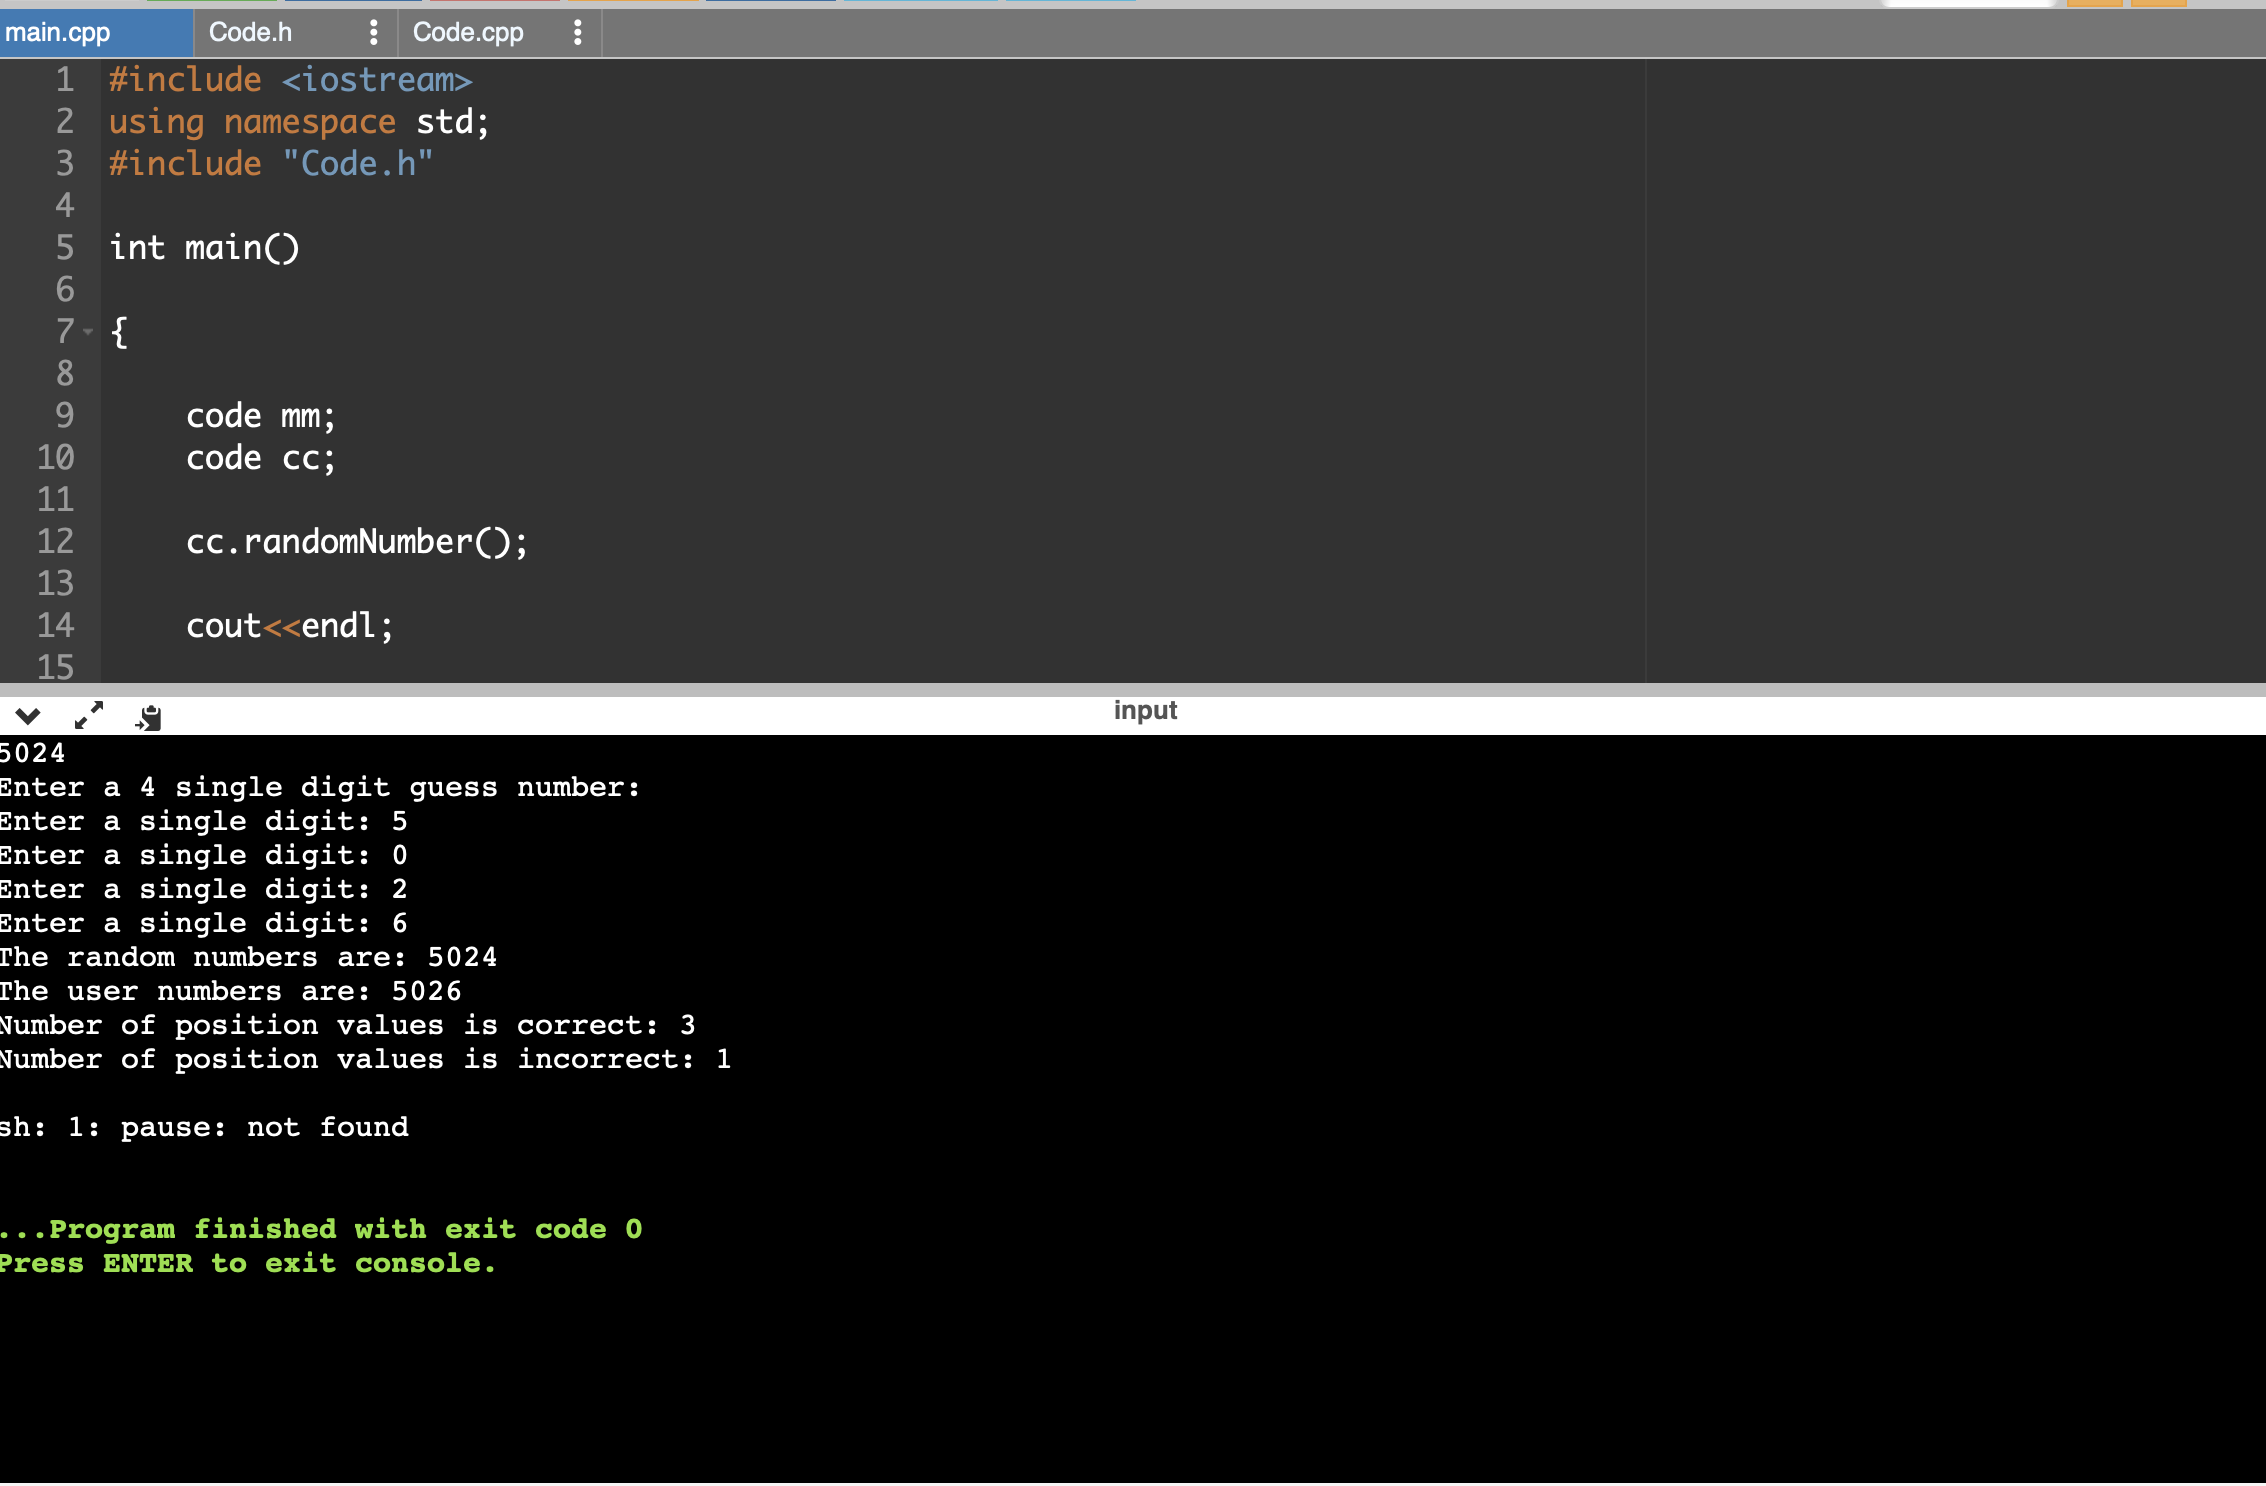 main.cpp Code.h Code.cpp
1 #include <iostream>
2 using namespace std;
3 #include "Code.h"
4
5 int main()
6
7 {
8
9 code mm;
10 code cc;
11
12 cc.randomNumber();
13
14 cout<<endl;
15
input
5024
Enter a 4 single digit guess number:
Enter a single digit: 5
Enter a single digit: 0
Enter a single digit: 2
Enter a single digit: 6
The random numbers are: 5024
The user numbers are: 5026
Number of position values is correct: 3
Number of position values is incorrect: 1
sh: 1: pause: not found
...Program finished with exit code 0
Press ENTER to exit console.